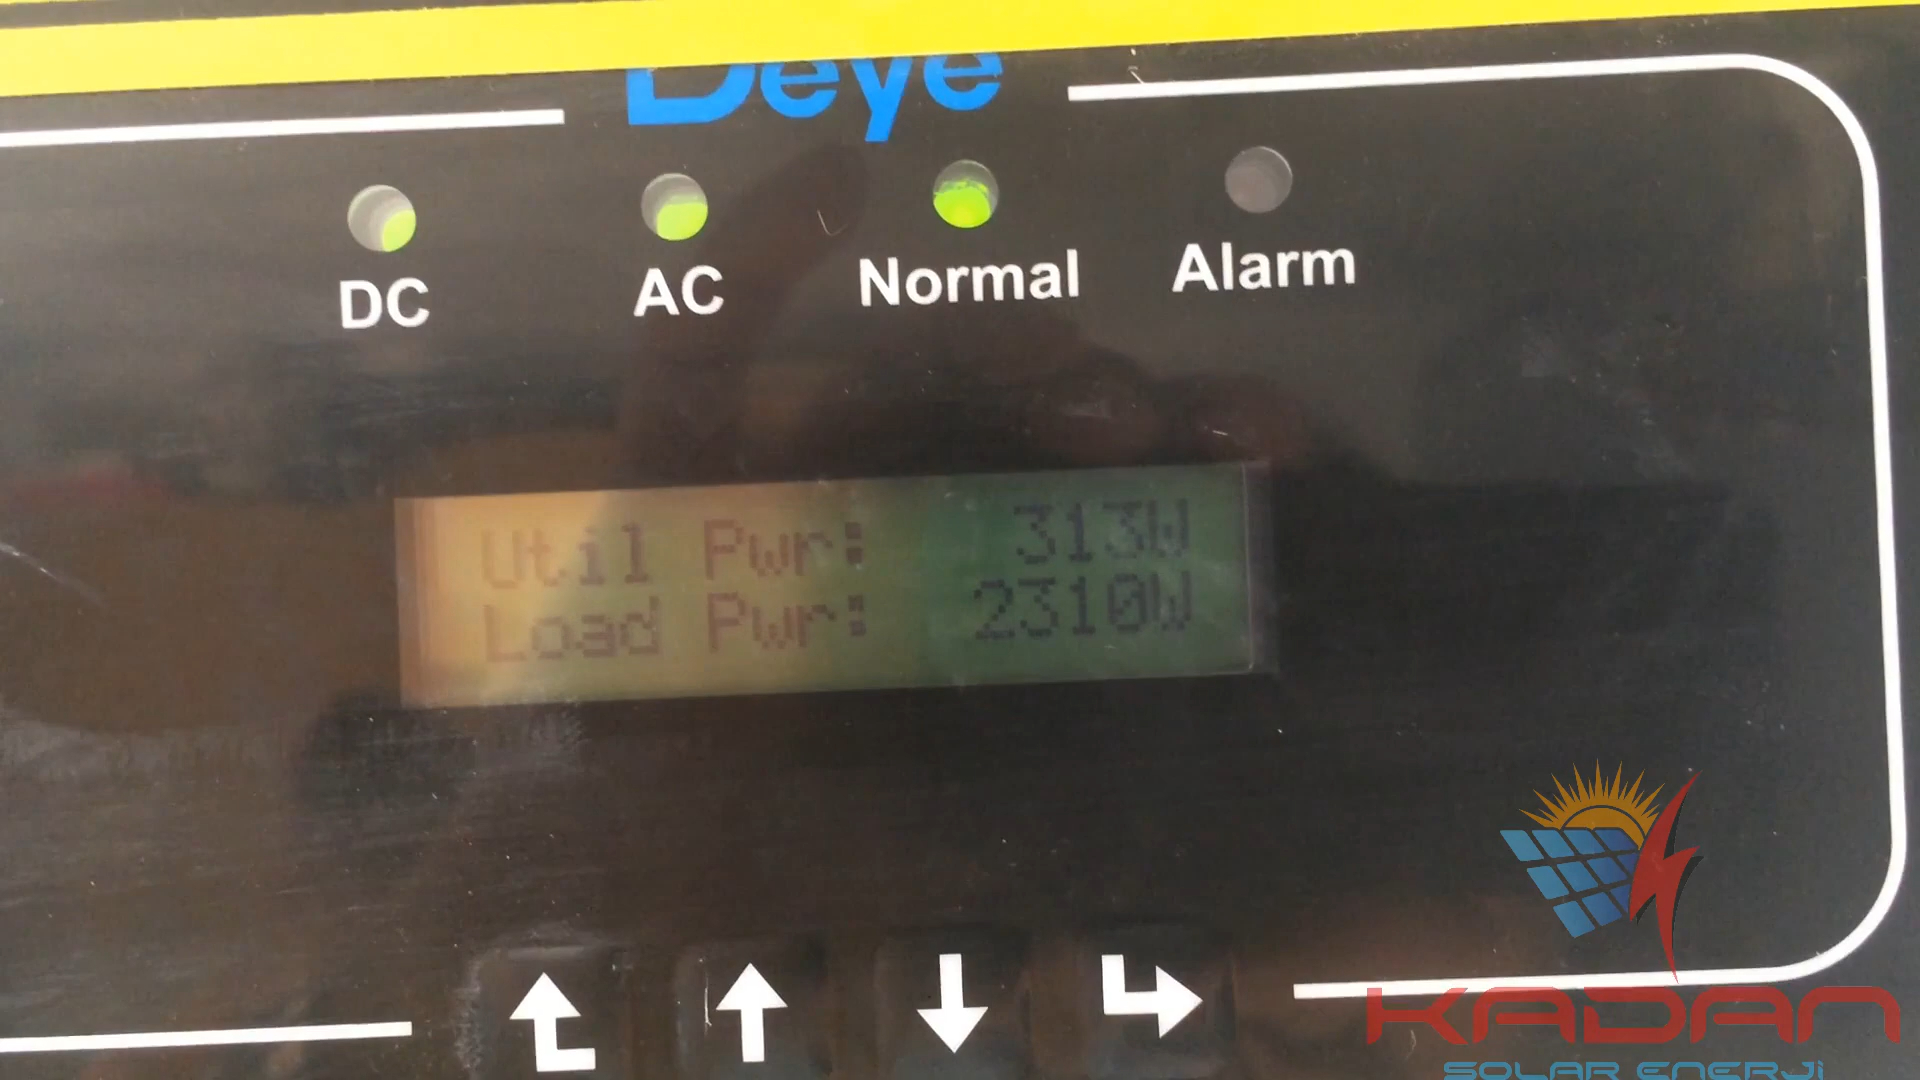 Deye
DC AC Normal Alarm
Util Pwr: 313W
Load Pwr: 2310W
KADAN
SOLAR ENERJİ